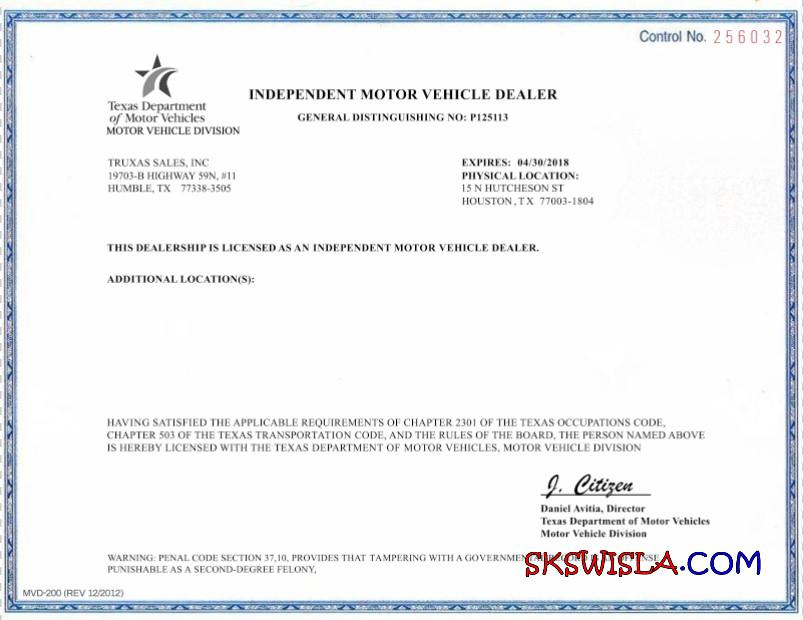 Control No. 256032
Texas Department
of Motor Vehicles
MOTOR VEHICLE DIVISION
INDEPENDENT MOTOR VEHICLE DEALER
GENERAL DISTINGUISHING NO: P125113
TRUXAS SALES, INC
19703-B HIGHWAY 59N, #11
HUMBLE, TX 77338-3505
EXPIRES: 04/30/2018
PHYSICAL LOCATION:
15 N HUTCHESON ST
HOUSTON, TX 77003-1804
THIS DEALERSHIP IS LICENSED AS AN INDEPENDENT MOTOR VEHICLE DEALER.
ADDITIONAL LOCATION(S):
HAVING SATISFIED THE APPLICABLE REQUIREMENTS OF CHAPTER 2301 OF THE TEXAS OCCUPATIONS CODE,
CHAPTER 503 OF THE TEXAS TRANSPORTATION CODE, AND THE RULES OF THE BOARD, THE PERSON NAMED ABOVE
IS HEREBY LICENSED WITH THE TEXAS DEPARTMENT OF MOTOR VEHICLES, MOTOR VEHICLE DIVISION
J. Citizen
Daniel Avitia, Director
Texas Department of Motor Vehicles
Motor Vehicle Division
WARNING: PENAL CODE SECTION 37,10, PROVIDES THAT TAMPERING WITH A
PUNISHABLE AS A SECOND-DEGREE FELONY,
SKSWISLA.COM
MVD-200 (REV 12/2012)